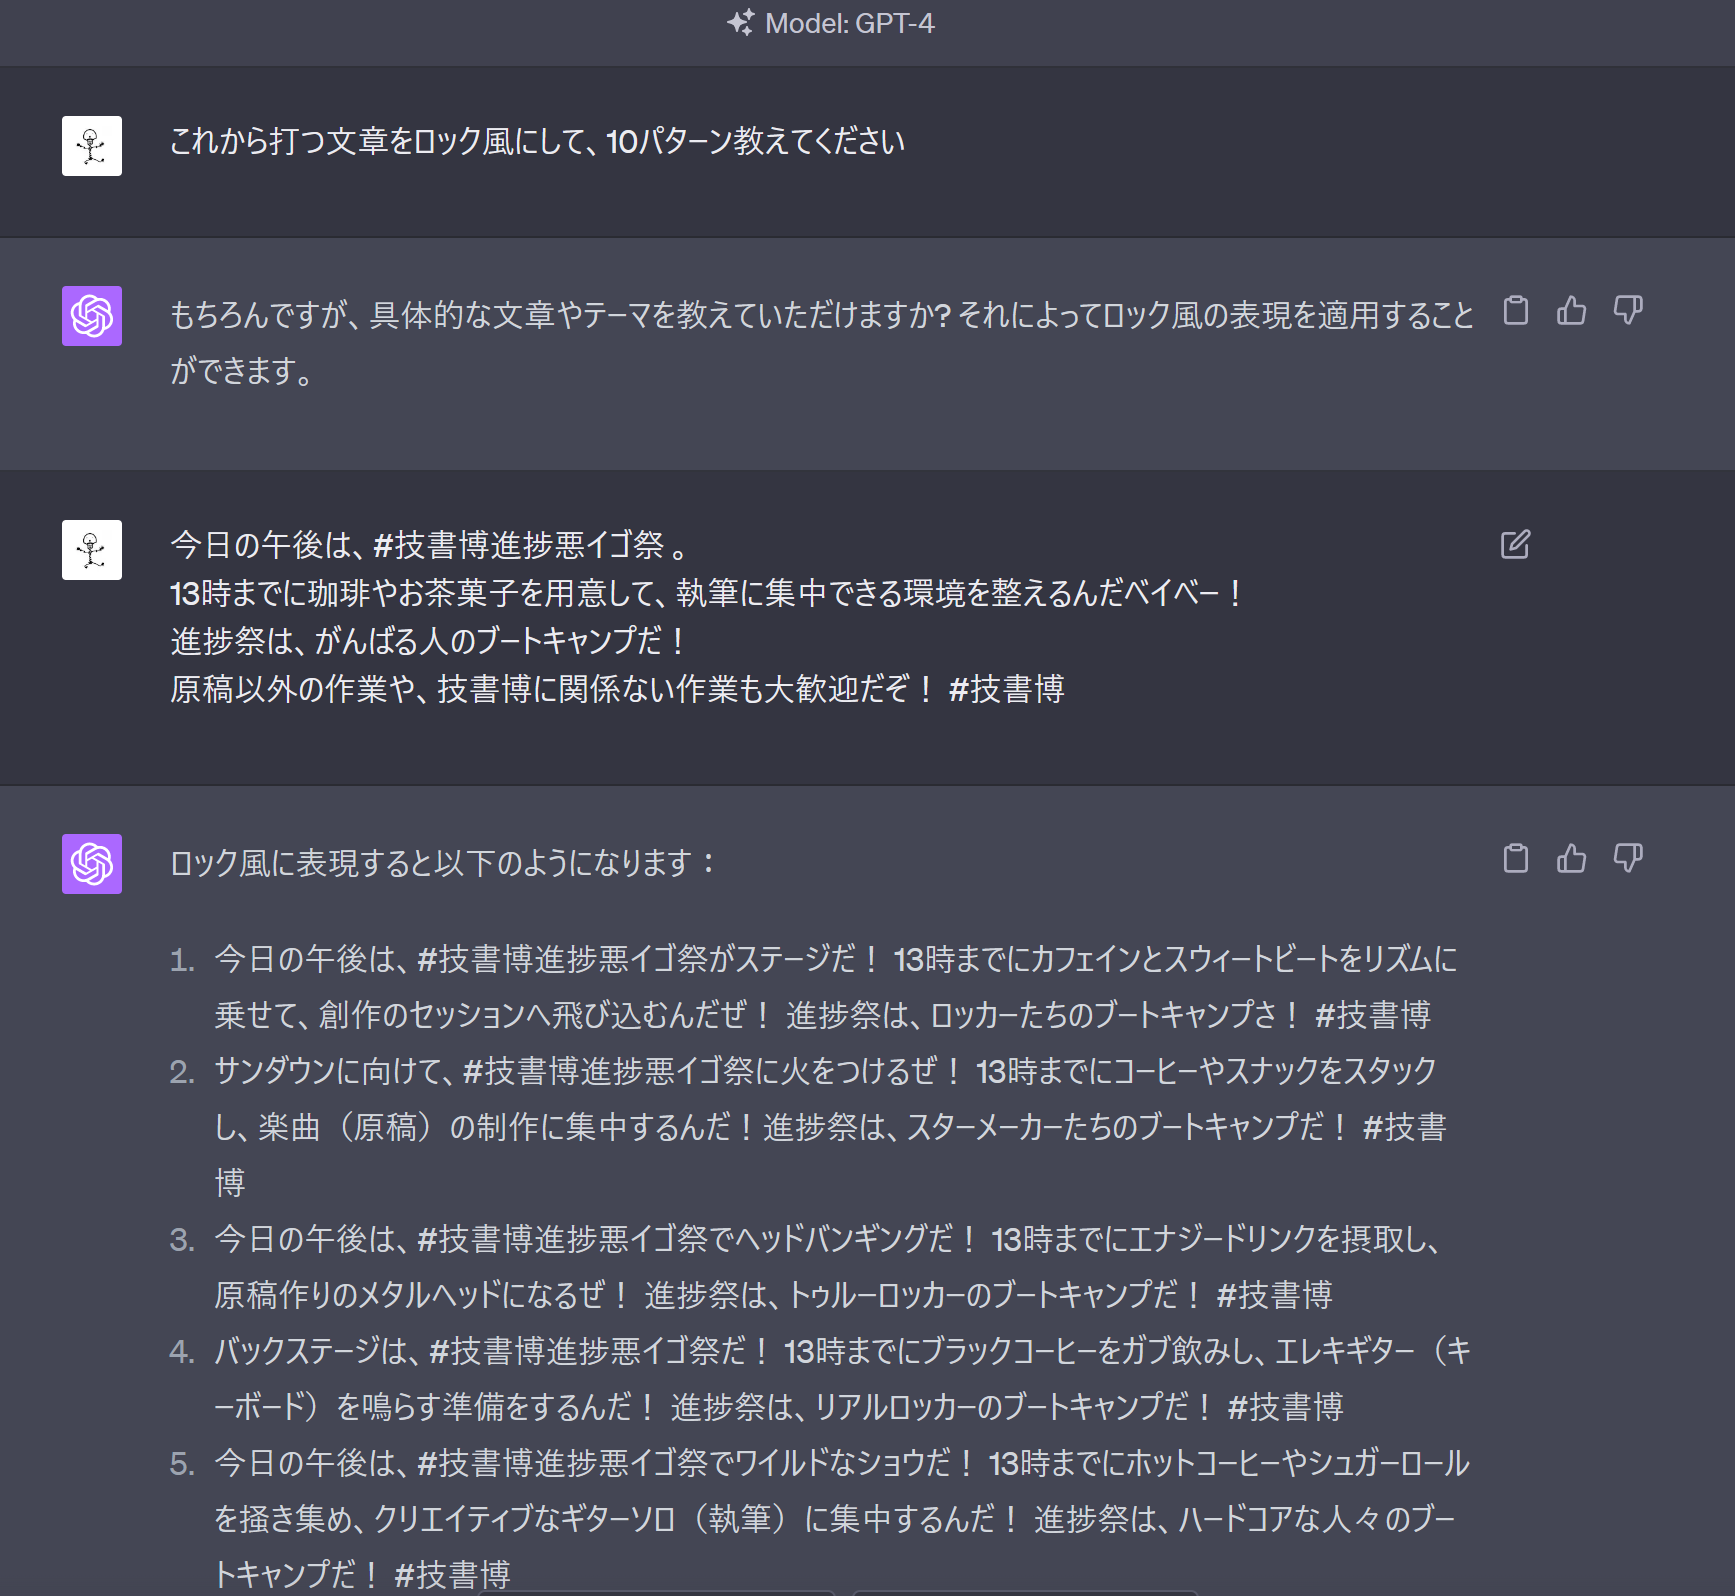 Model: GPT-4
これから打つ文章をロック風にして、10パターン教えてください
もちろんですが、具体的な文章やテーマを教えていただけますか? それによってロック風の表現を適用すること
ができます。
今日の午後は、#技書博進捗悪イゴ祭 。
13時までに珈琲やお茶菓子を用意して、執筆に集中できる環境を整えるんだベイベー！
進捗祭は、がんばる人のブートキャンプだ！
原稿以外の作業や、技書博に関係ない作業も大歓迎だぞ！ #技書博
ロック風に表現すると以下のようになります：
1. 今日の午後は、#技書博進捗悪イゴ祭がステージだ！ 13時までにカフェインとスウィートビートをリズムに
乗せて、創作のセッションへ飛び込むんだぜ！ 進捗祭は、ロッカーたちのブートキャンプさ！ #技書博
2. サンダウンに向けて、#技書博進捗悪イゴ祭に火をつけるぜ！ 13時までにコーヒーやスナックをスタック
し、楽曲（原稿）の制作に集中するんだ！進捗祭は、スターメーカーたちのブートキャンプだ！ #技書
博
3. 今日の午後は、#技書博進捗悪イゴ祭でヘッドバンギングだ！ 13時までにエナジードリンクを摂取し、
原稿作りのメタルヘッドになるぜ！ 進捗祭は、トゥルーロッカーのブートキャンプだ！ #技書博
4. バックステージは、#技書博進捗悪イゴ祭だ！ 13時までにブラックコーヒーをガブ飲みし、エレキギター（キ
ーボード）を鳴らす準備をするんだ！ 進捗祭は、リアルロッカーのブートキャンプだ！ #技書博
5. 今日の午後は、#技書博進捗悪イゴ祭でワイルドなショウだ！ 13時までにホットコーヒーやシュガーロール
を掻き集め、クリエイティブなギターソロ（執筆）に集中するんだ！ 進捗祭は、ハードコアな人々のブー
トキャンプだ！ #技書博